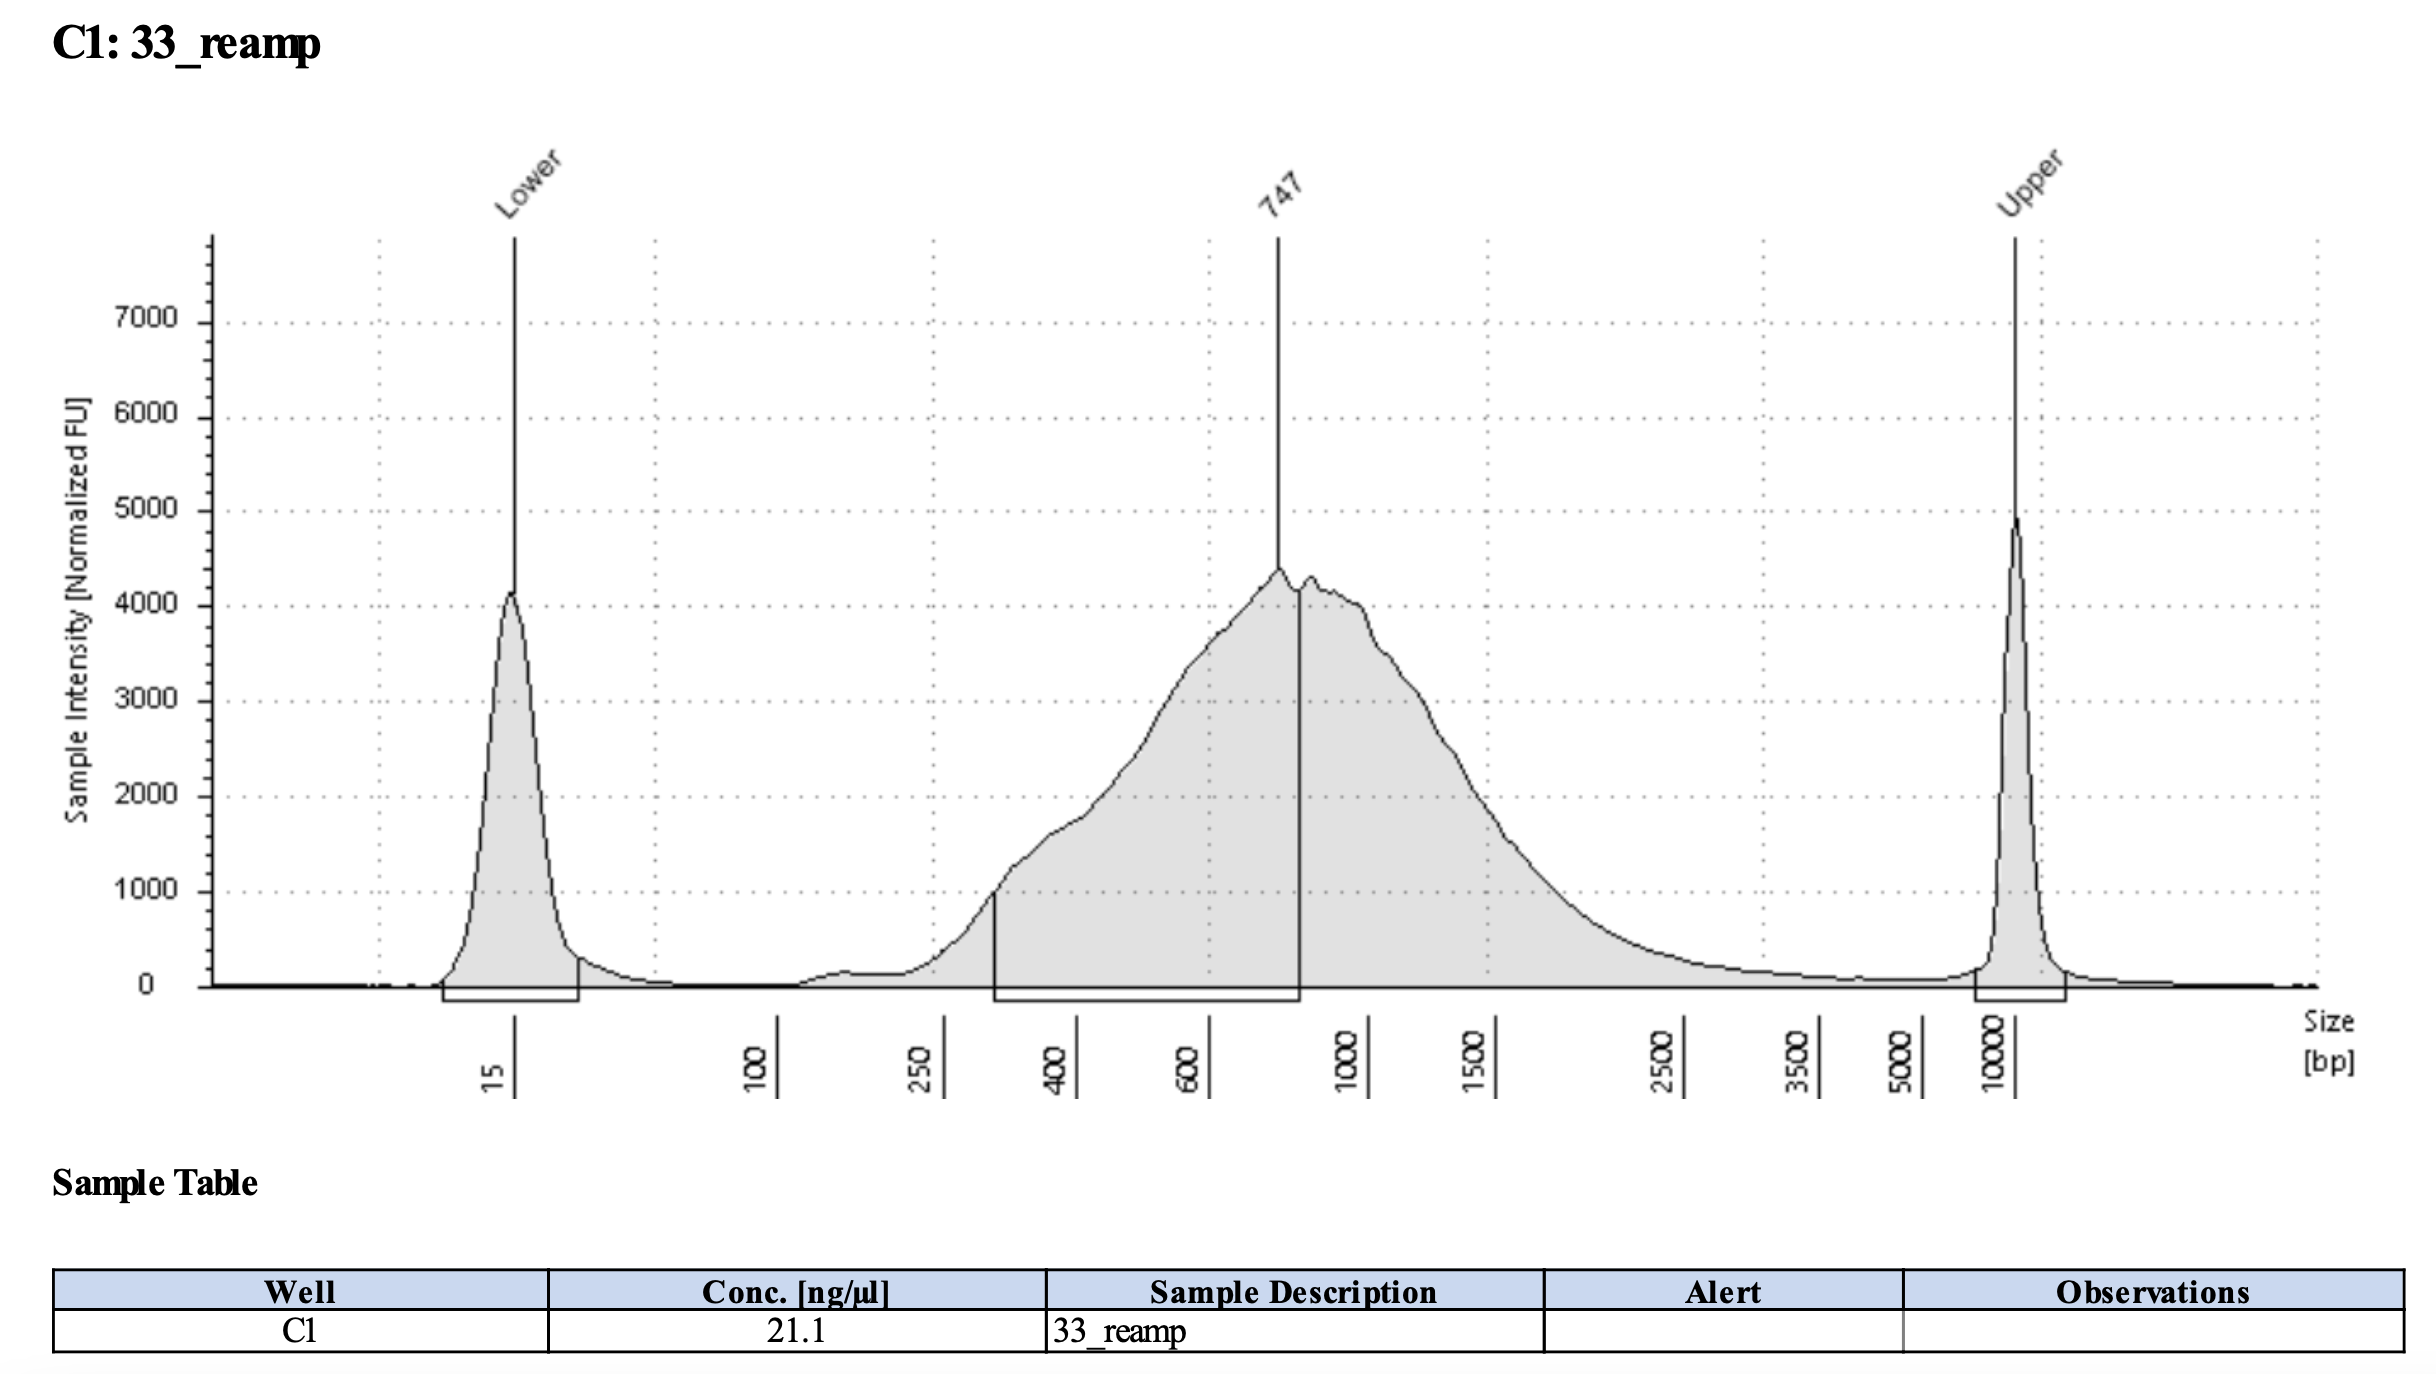 C1: 33_reamp
Lower
747
Upper
Sample Intensity [Normalized FU]
7000
6000
5000
4000
3000
2000
1000
0
15
100
250
400
600
1000
1500
2500
3500
5000
10000
Size
[bp]
Sample Table
Well Conc. [ng/µl] Sample Description Alert Observations
C1 21.1 33_reamp